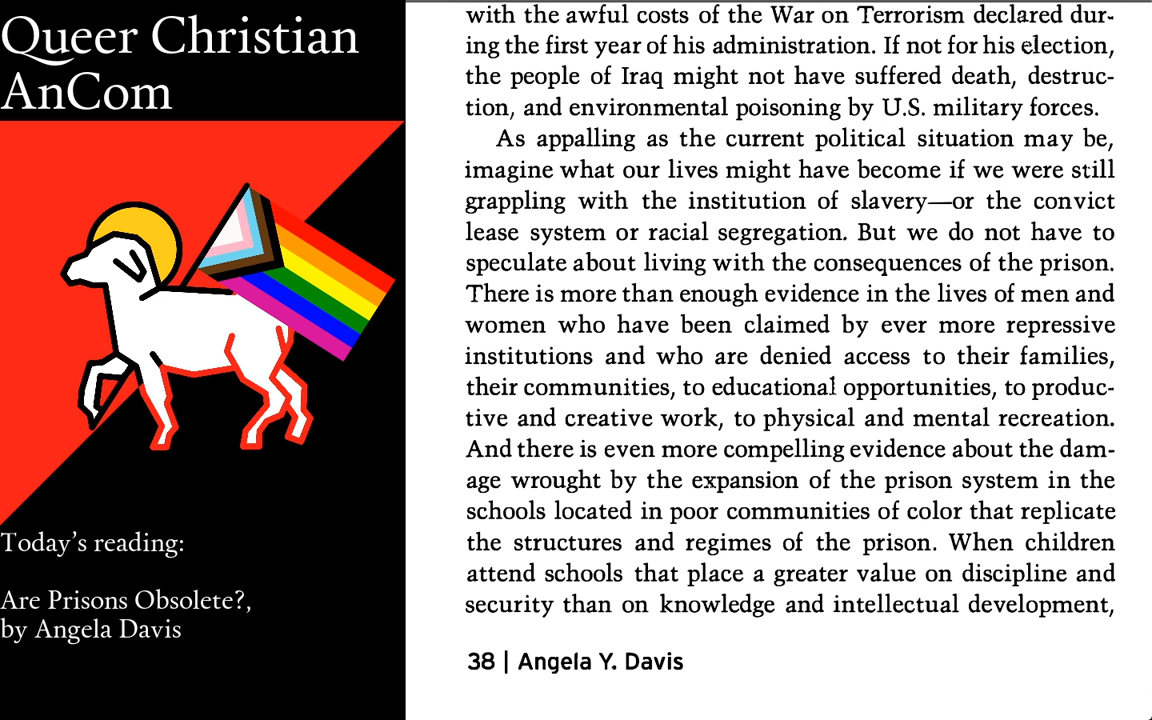 Queer Christian
AnCom
Today's reading:
Are Prisons Obsolete?,
by Angela Davis
with the awful costs of the War on Terrorism declared dur-
ing the first year of his administration. If not for his election,
the people of Iraq might not have suffered death, destruc-
tion, and environmental poisoning by U.S. military forces.
As appalling as the current political situation may be,
imagine what our lives might have become if we were still
grappling with the institution of slavery—or the convict
lease system or racial segregation. But we do not have to
speculate about living with the consequences of the prison.
There is more than enough evidence in the lives of men and
women who have been claimed by ever more repressive
institutions and who are denied access to their families,
their communities, to educational opportunities, to produc-
tive and creative work, to physical and mental recreation.
And there is even more compelling evidence about the dam-
age wrought by the expansion of the prison system in the
schools located in poor communities of color that replicate
the structures and regimes of the prison. When children
attend schools that place a greater value on discipline and
security than on knowledge and intellectual development,
38 | Angela Y. Davis